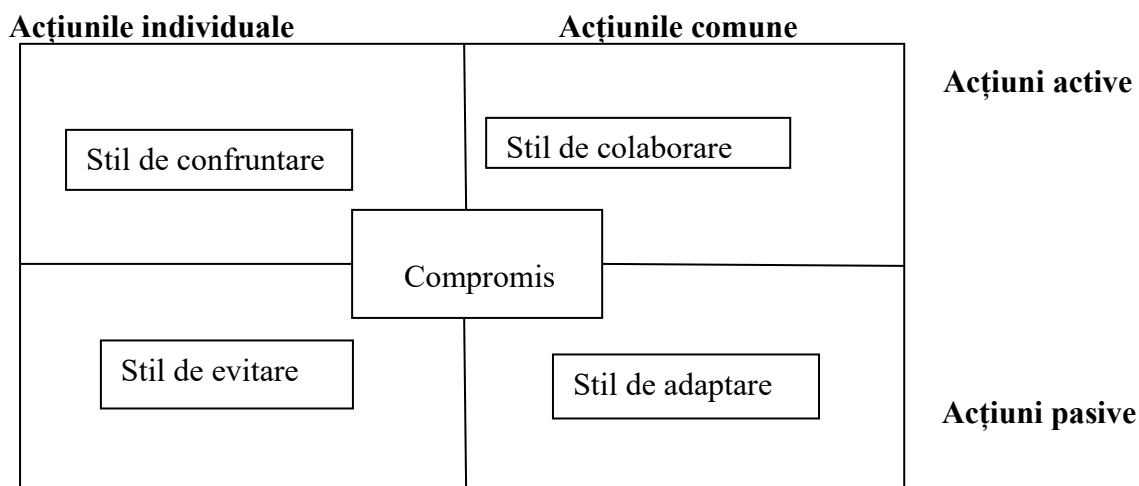 Acțiunile individuale
Acțiunile comune
Acțiuni active
Stil de confruntare
Stil de colaborare
Compromis
Stil de evitare
Stil de adaptare
Acțiuni pasive